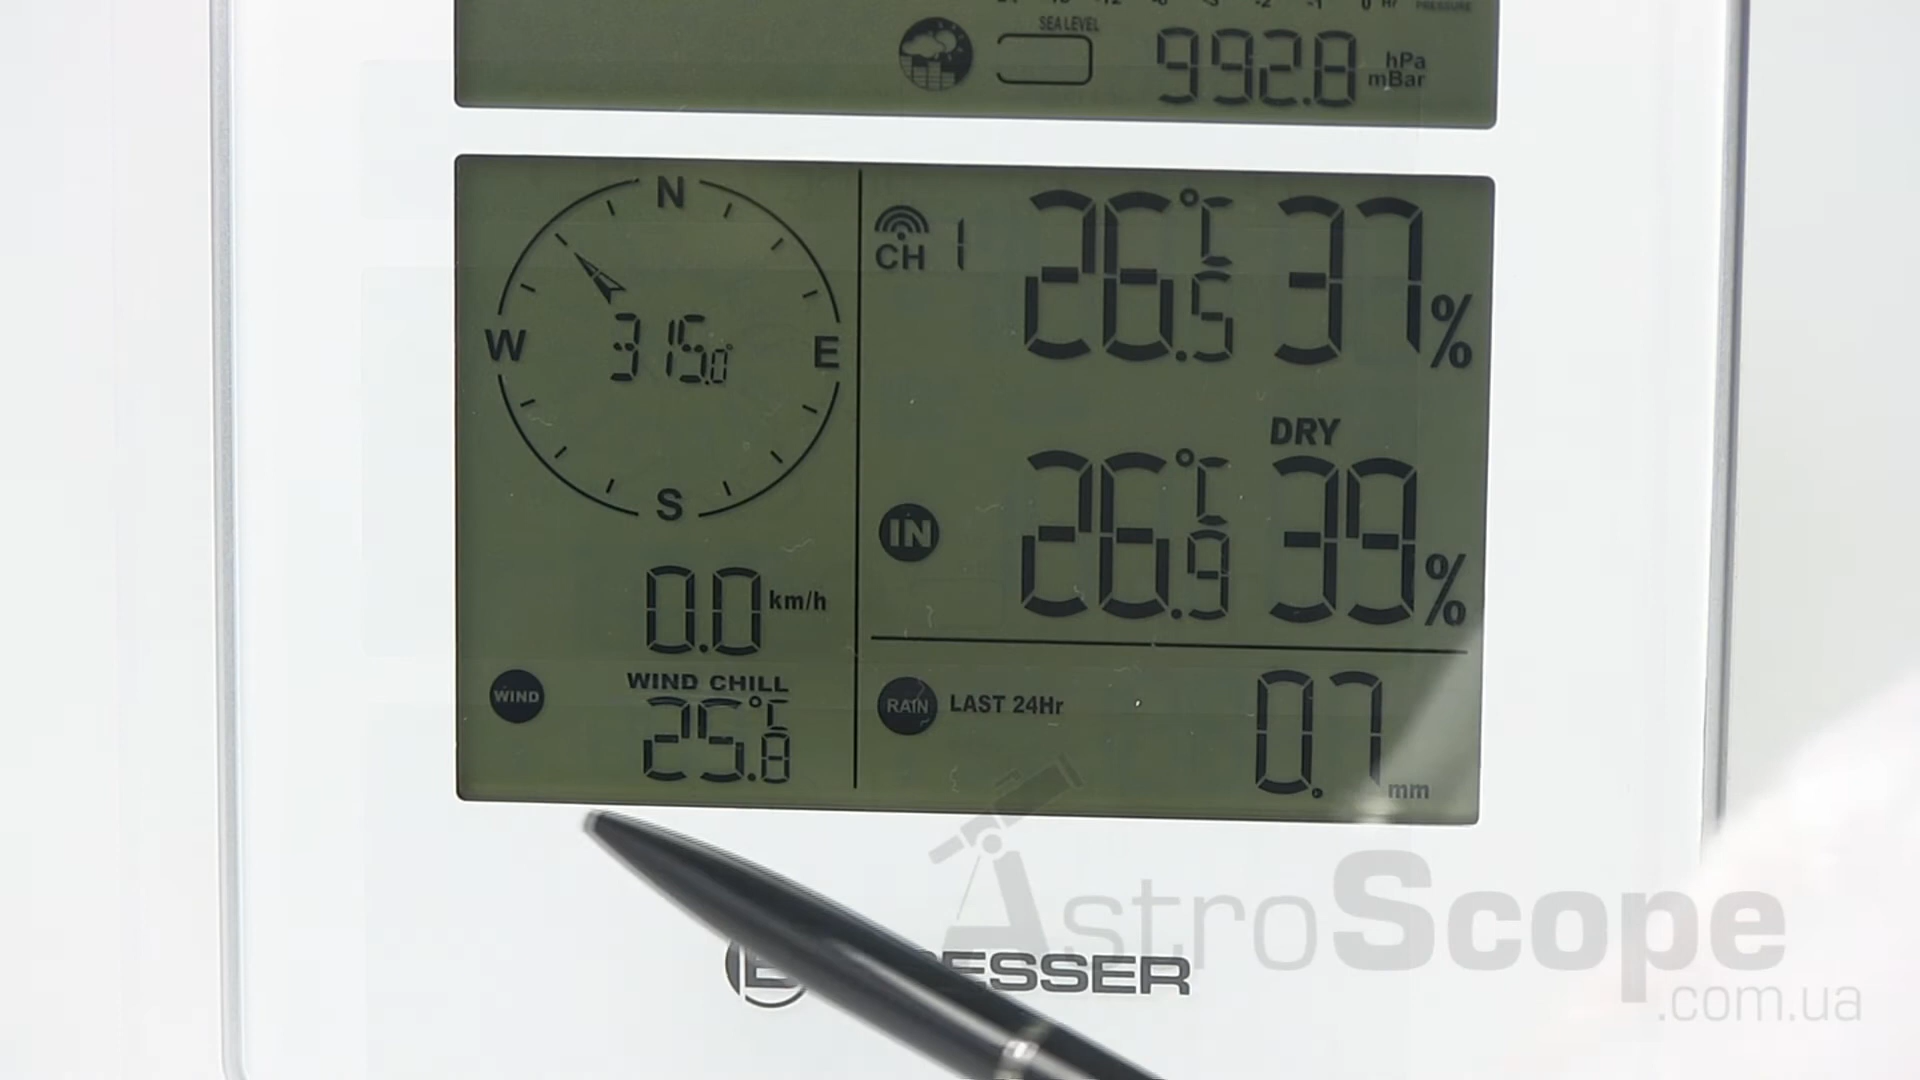 SEA LEVEL
992.8 hPa
mBar
N
W E
S
315.0°
CH 1 26.5 °C 37 %
DRY
IN 26.9 °C 39 %
0.0 km/h
WIND WIND CHILL
25.8 °C
RAIN LAST 24Hr 0.7 mm
AstroScope
.com.ua